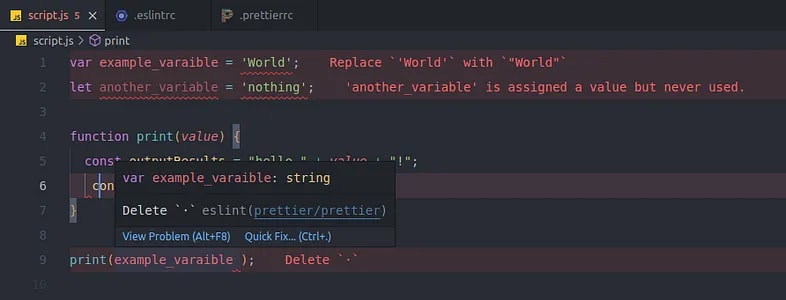 JS script.js 5 × .eslintrc .prettierrc
JS script.js > print
1 var example_varaible = 'World'; Replace `'World'` with `"World"`
2 let another_variable = 'nothing'; 'another_variable' is assigned a value but never used.
3
4 function print(value) {
5 const outputResults = "hello " + value + "!";
6 con
var example_varaible: string
7 }
Delete `·` eslint(prettier/prettier)
8
View Problem (Alt+F8) Quick Fix... (Ctrl+.)
9 print(example_varaible ); Delete `·`
10